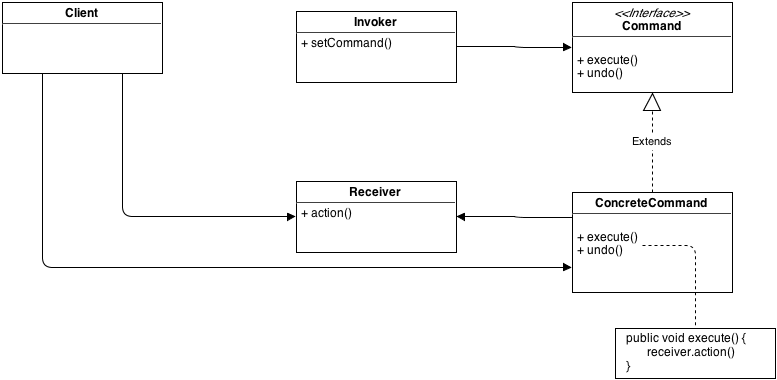 Client
Invoker
+ setCommand()
<<Interface>>
Command
+ execute()
+ undo()
Extends
Receiver
+ action()
ConcreteCommand
+ execute()
+ undo()
public void execute() {
receiver.action()
}